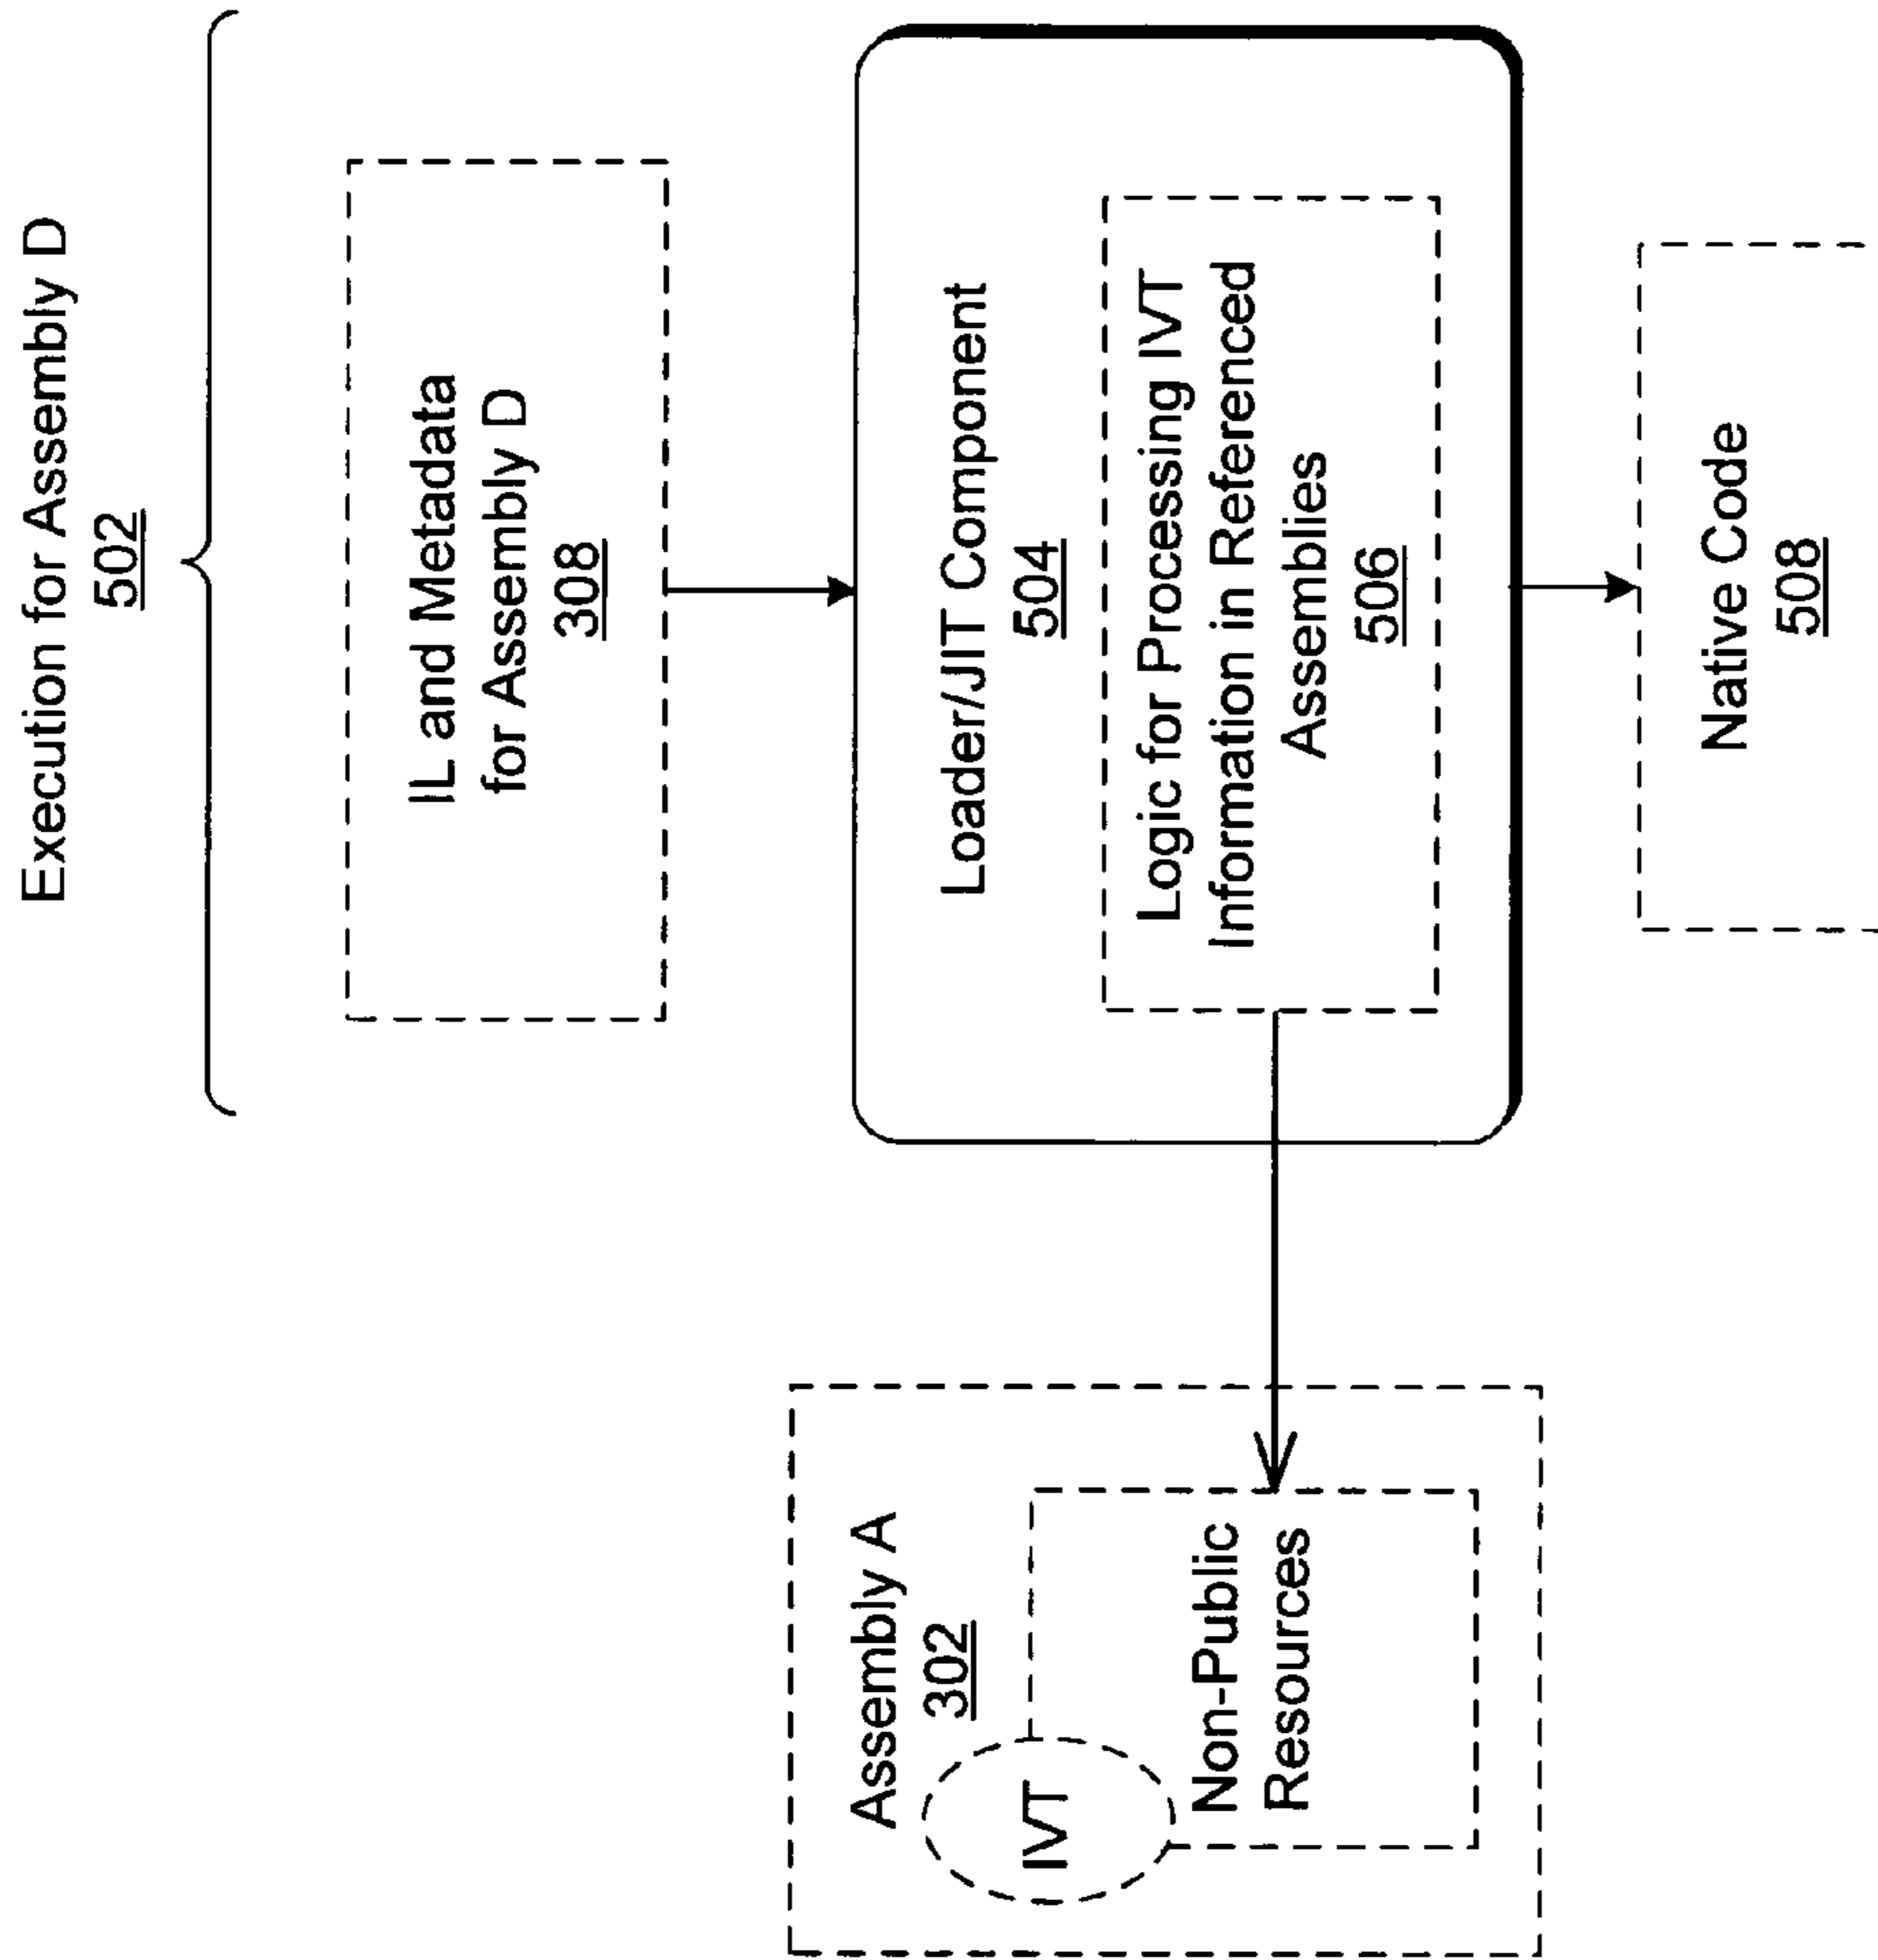 Execution for Assembly D
502
IL and Metadata
for Assembly D
308
Loader/JIT Component
504
Logic for Processing IVT
Information in Referenced
Assemblies
506
Native Code
508
Assembly A
302
IVT
Non-Public
Resources